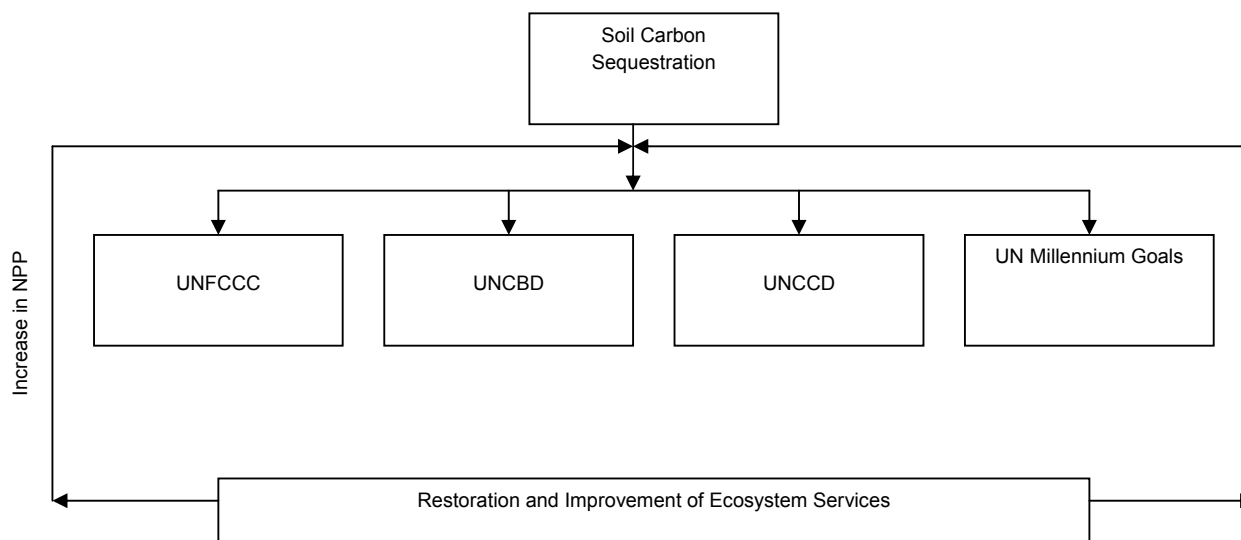 Soil Carbon
Sequestration
Increase in NPP
UNFCCC
UNCBD
UNCCD
UN Millennium Goals
Restoration and Improvement of Ecosystem Services